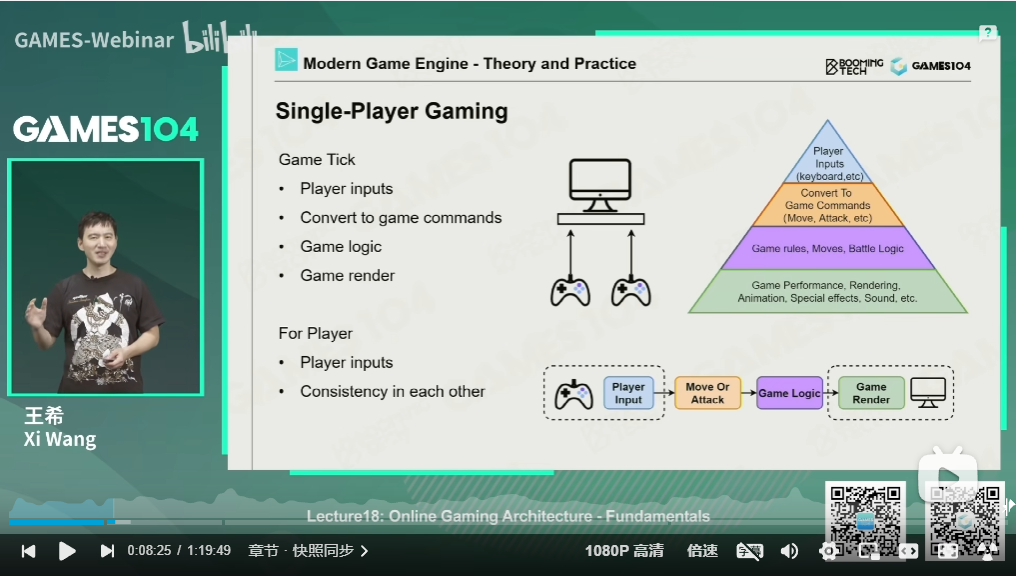 GAMES-Webinar bilibili
?
Modern Game Engine - Theory and Practice
BOOMING TECH
GAMES104
GAMES104
Single-Player Gaming
Game Tick
• Player inputs
• Convert to game commands
• Game logic
• Game render
For Player
• Player inputs
• Consistency in each other
Player
Inputs
(keyboard,etc)
Convert To
Game Commands
(Move, Attack, etc)
Game rules, Moves, Battle Logic
Game Performance, Rendering,
Animation, Special effects, Sound, etc.
Player
Input
Move Or
Attack
Game Logic
Game
Render
王希
Xi Wang
Lecture18: Online Gaming Architecture - Fundamentals
0:08:25 / 1:19:49
章节 · 快照同步
1080P 高清
倍速
字幕